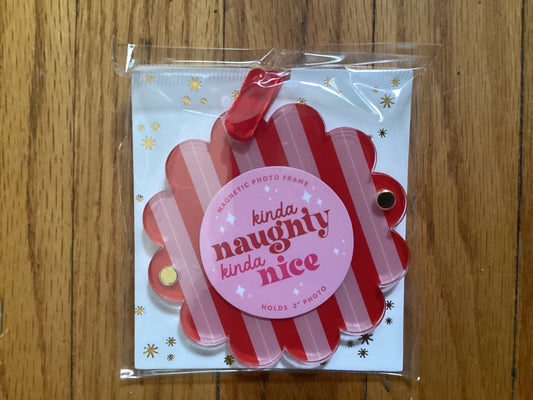 MAGNETIC PHOTO FRAME
kinda
naughty
kinda
nice
HOLDS 2" PHOTO